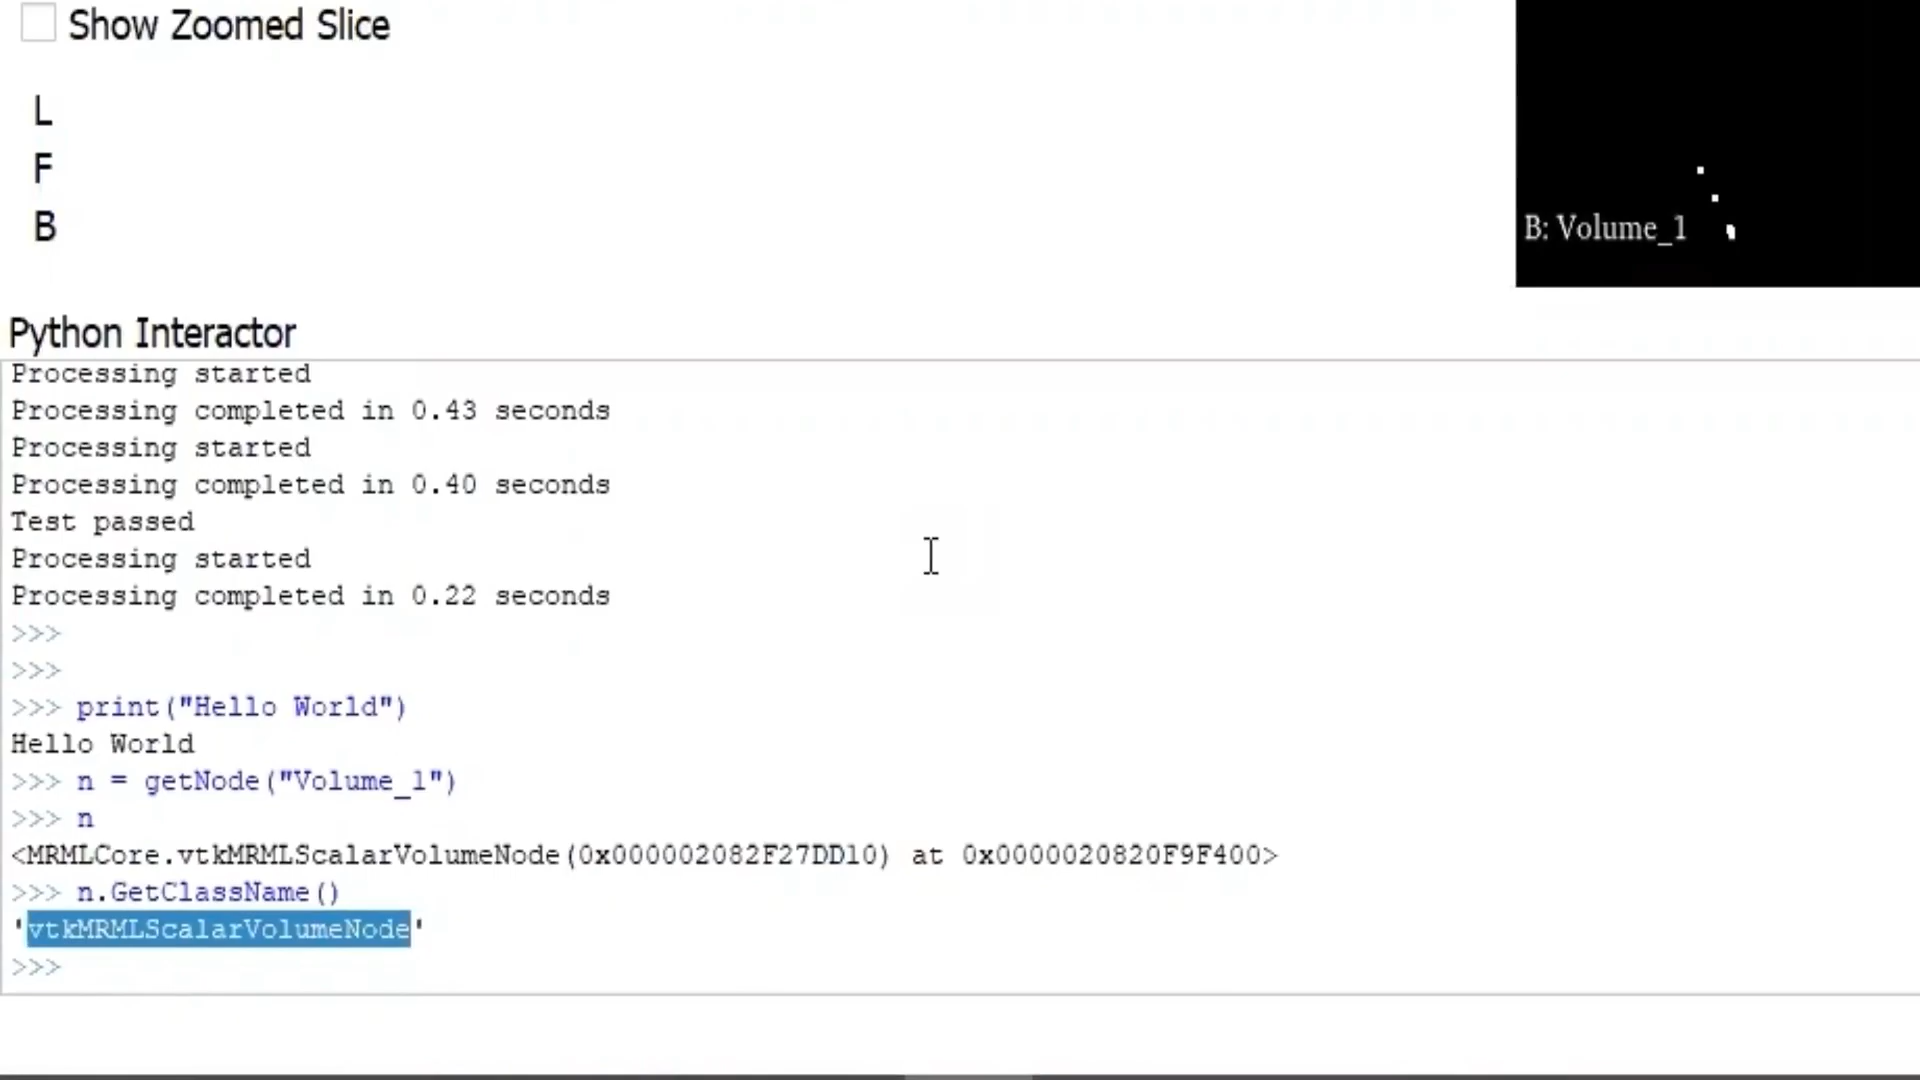 Show Zoomed Slice
L
F
B
B: Volume_1
Python Interactor
Processing started
Processing completed in 0.43 seconds
Processing started
Processing completed in 0.40 seconds
Test passed
Processing started
Processing completed in 0.22 seconds
>>>
>>>
>>> print("Hello World")
Hello World
>>> n = getNode("Volume_1")
>>> n
<MRMLCore.vtkMRMLScalarVolumeNode(0x000002082F27DD10) at 0x0000020820F9F400>
>>> n.GetClassName()
'vtkMRMLScalarVolumeNode'
>>>